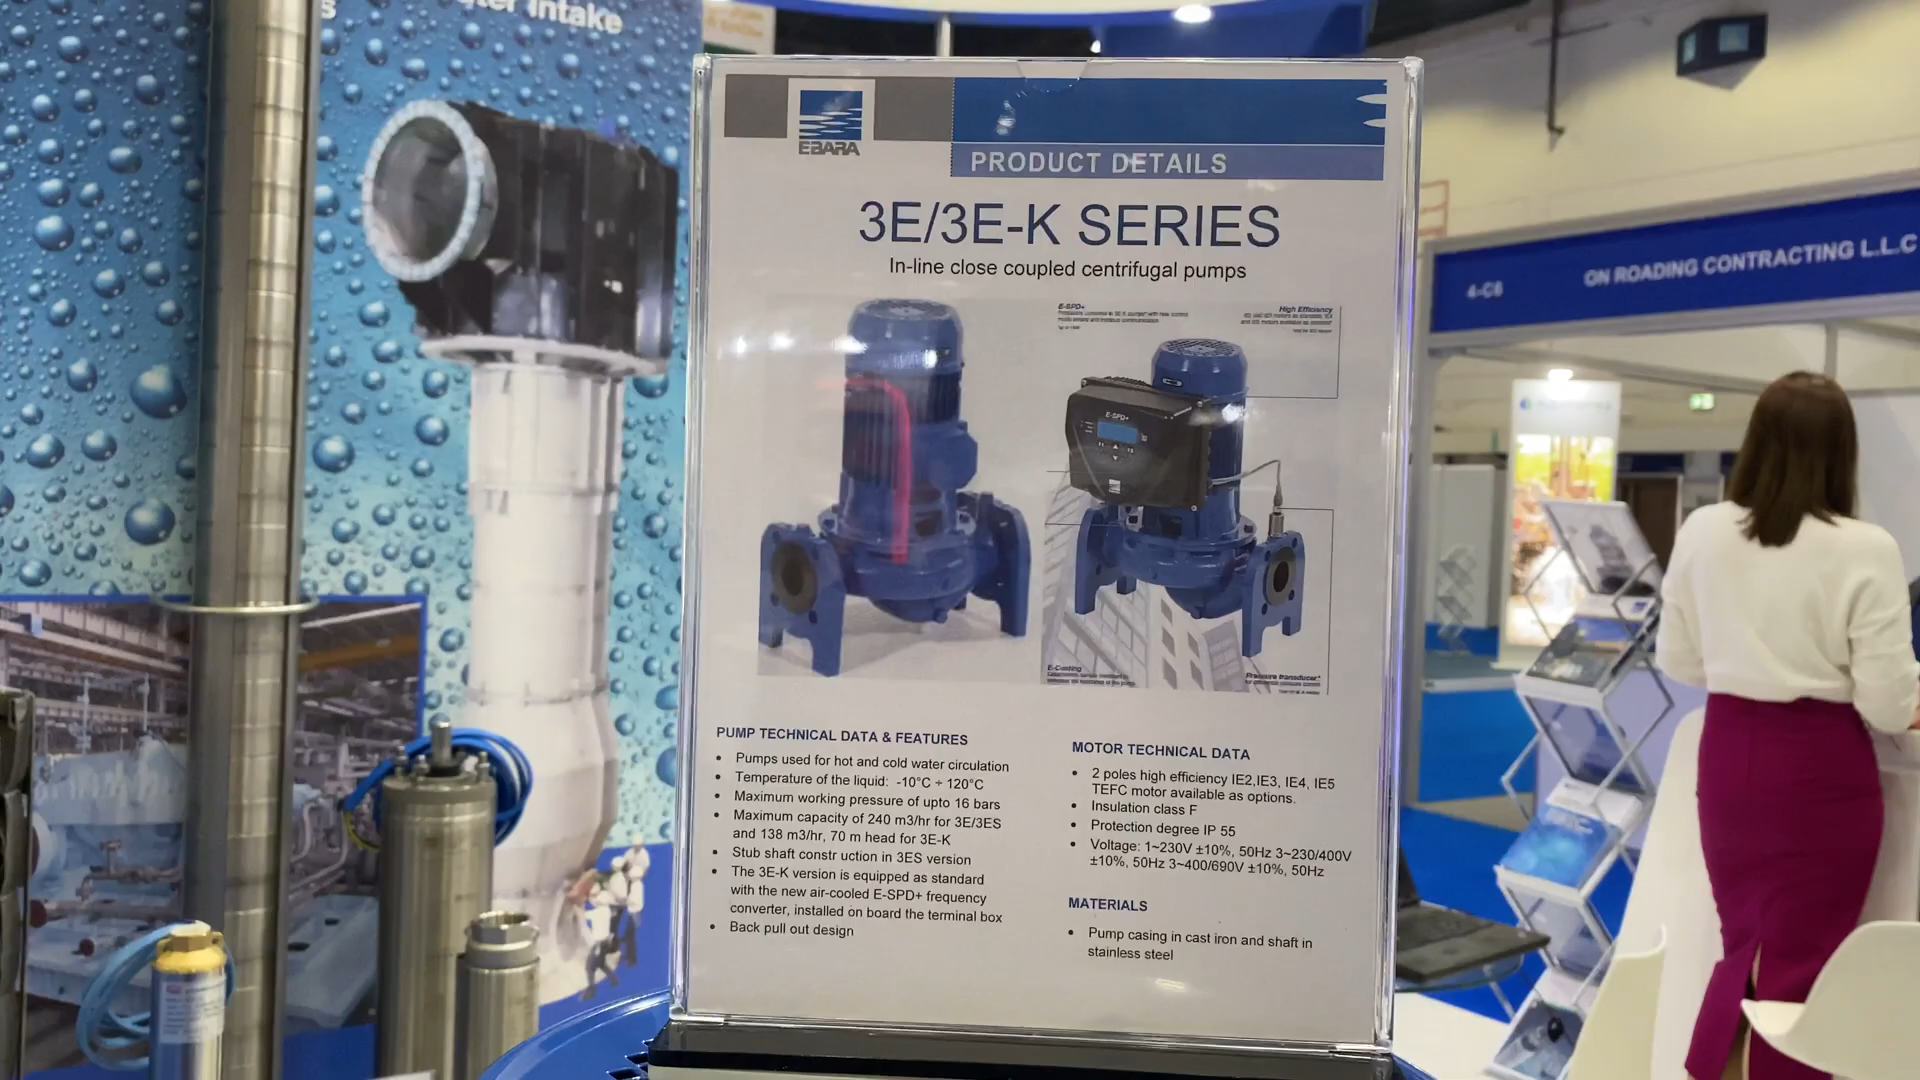 ter Intake
EBARA
PRODUCT DETAILS
3E/3E-K SERIES
In-line close coupled centrifugal pumps
E-SPD+
High Efficiency
E-SPD+
E-Coating
Pressure transducer*
PUMP TECHNICAL DATA & FEATURES
• Pumps used for hot and cold water circulation
• Temperature of the liquid: -10°C ÷ 120°C
• Maximum working pressure of upto 16 bars
• Maximum capacity of 240 m3/hr for 3E/3ES
and 138 m3/hr, 70 m head for 3E-K
• Stub shaft constr uction in 3ES version
• The 3E-K version is equipped as standard
with the new air-cooled E-SPD+ frequency
converter, installed on board the terminal box
• Back pull out design
MOTOR TECHNICAL DATA
• 2 poles high efficiency IE2,IE3, IE4, IE5
TEFC motor available as options.
• Insulation class F
• Protection degree IP 55
• Voltage: 1~230V ±10%, 50Hz 3~230/400V
±10%, 50Hz 3~400/690V ±10%, 50Hz
MATERIALS
• Pump casing in cast iron and shaft in
stainless steel
4-C6
ON ROADING CONTRACTING L.L.C